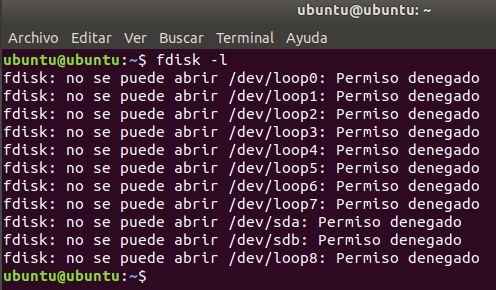 ubuntu@ubuntu: ~
Archivo Editar Ver Buscar Terminal Ayuda
ubuntu@ubuntu:~$ fdisk -l
fdisk: no se puede abrir /dev/loop0: Permiso denegado
fdisk: no se puede abrir /dev/loop1: Permiso denegado
fdisk: no se puede abrir /dev/loop2: Permiso denegado
fdisk: no se puede abrir /dev/loop3: Permiso denegado
fdisk: no se puede abrir /dev/loop4: Permiso denegado
fdisk: no se puede abrir /dev/loop5: Permiso denegado
fdisk: no se puede abrir /dev/loop6: Permiso denegado
fdisk: no se puede abrir /dev/loop7: Permiso denegado
fdisk: no se puede abrir /dev/sda: Permiso denegado
fdisk: no se puede abrir /dev/sdb: Permiso denegado
fdisk: no se puede abrir /dev/loop8: Permiso denegado
ubuntu@ubuntu:~$